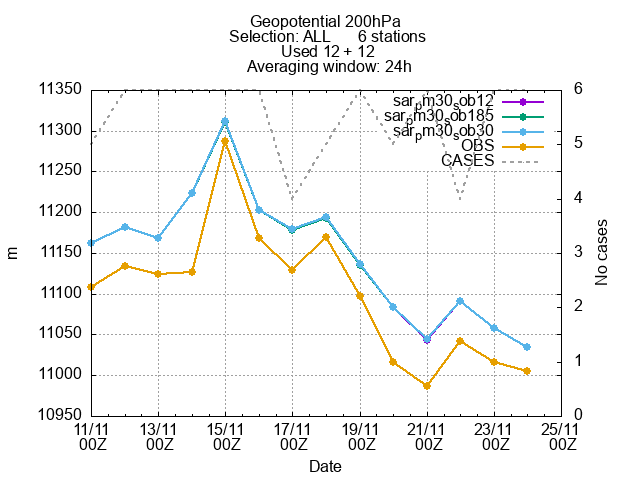 Geopotential 200hPa
Selection: ALL 6 stations
Used 12 + 12
Averaging window: 24h
11350
11300
11250
11200
11150
11100
11050
11000
10950
m
6
5
4
3
2
1
0
No cases
sarpm30sob12
sarpm30sob185
sarpm30sob30
OBS
CASES
11/11 13/11 15/11 17/11 19/11 21/11 23/11 25/11
00Z 00Z 00Z 00Z 00Z 00Z 00Z 00Z
Date